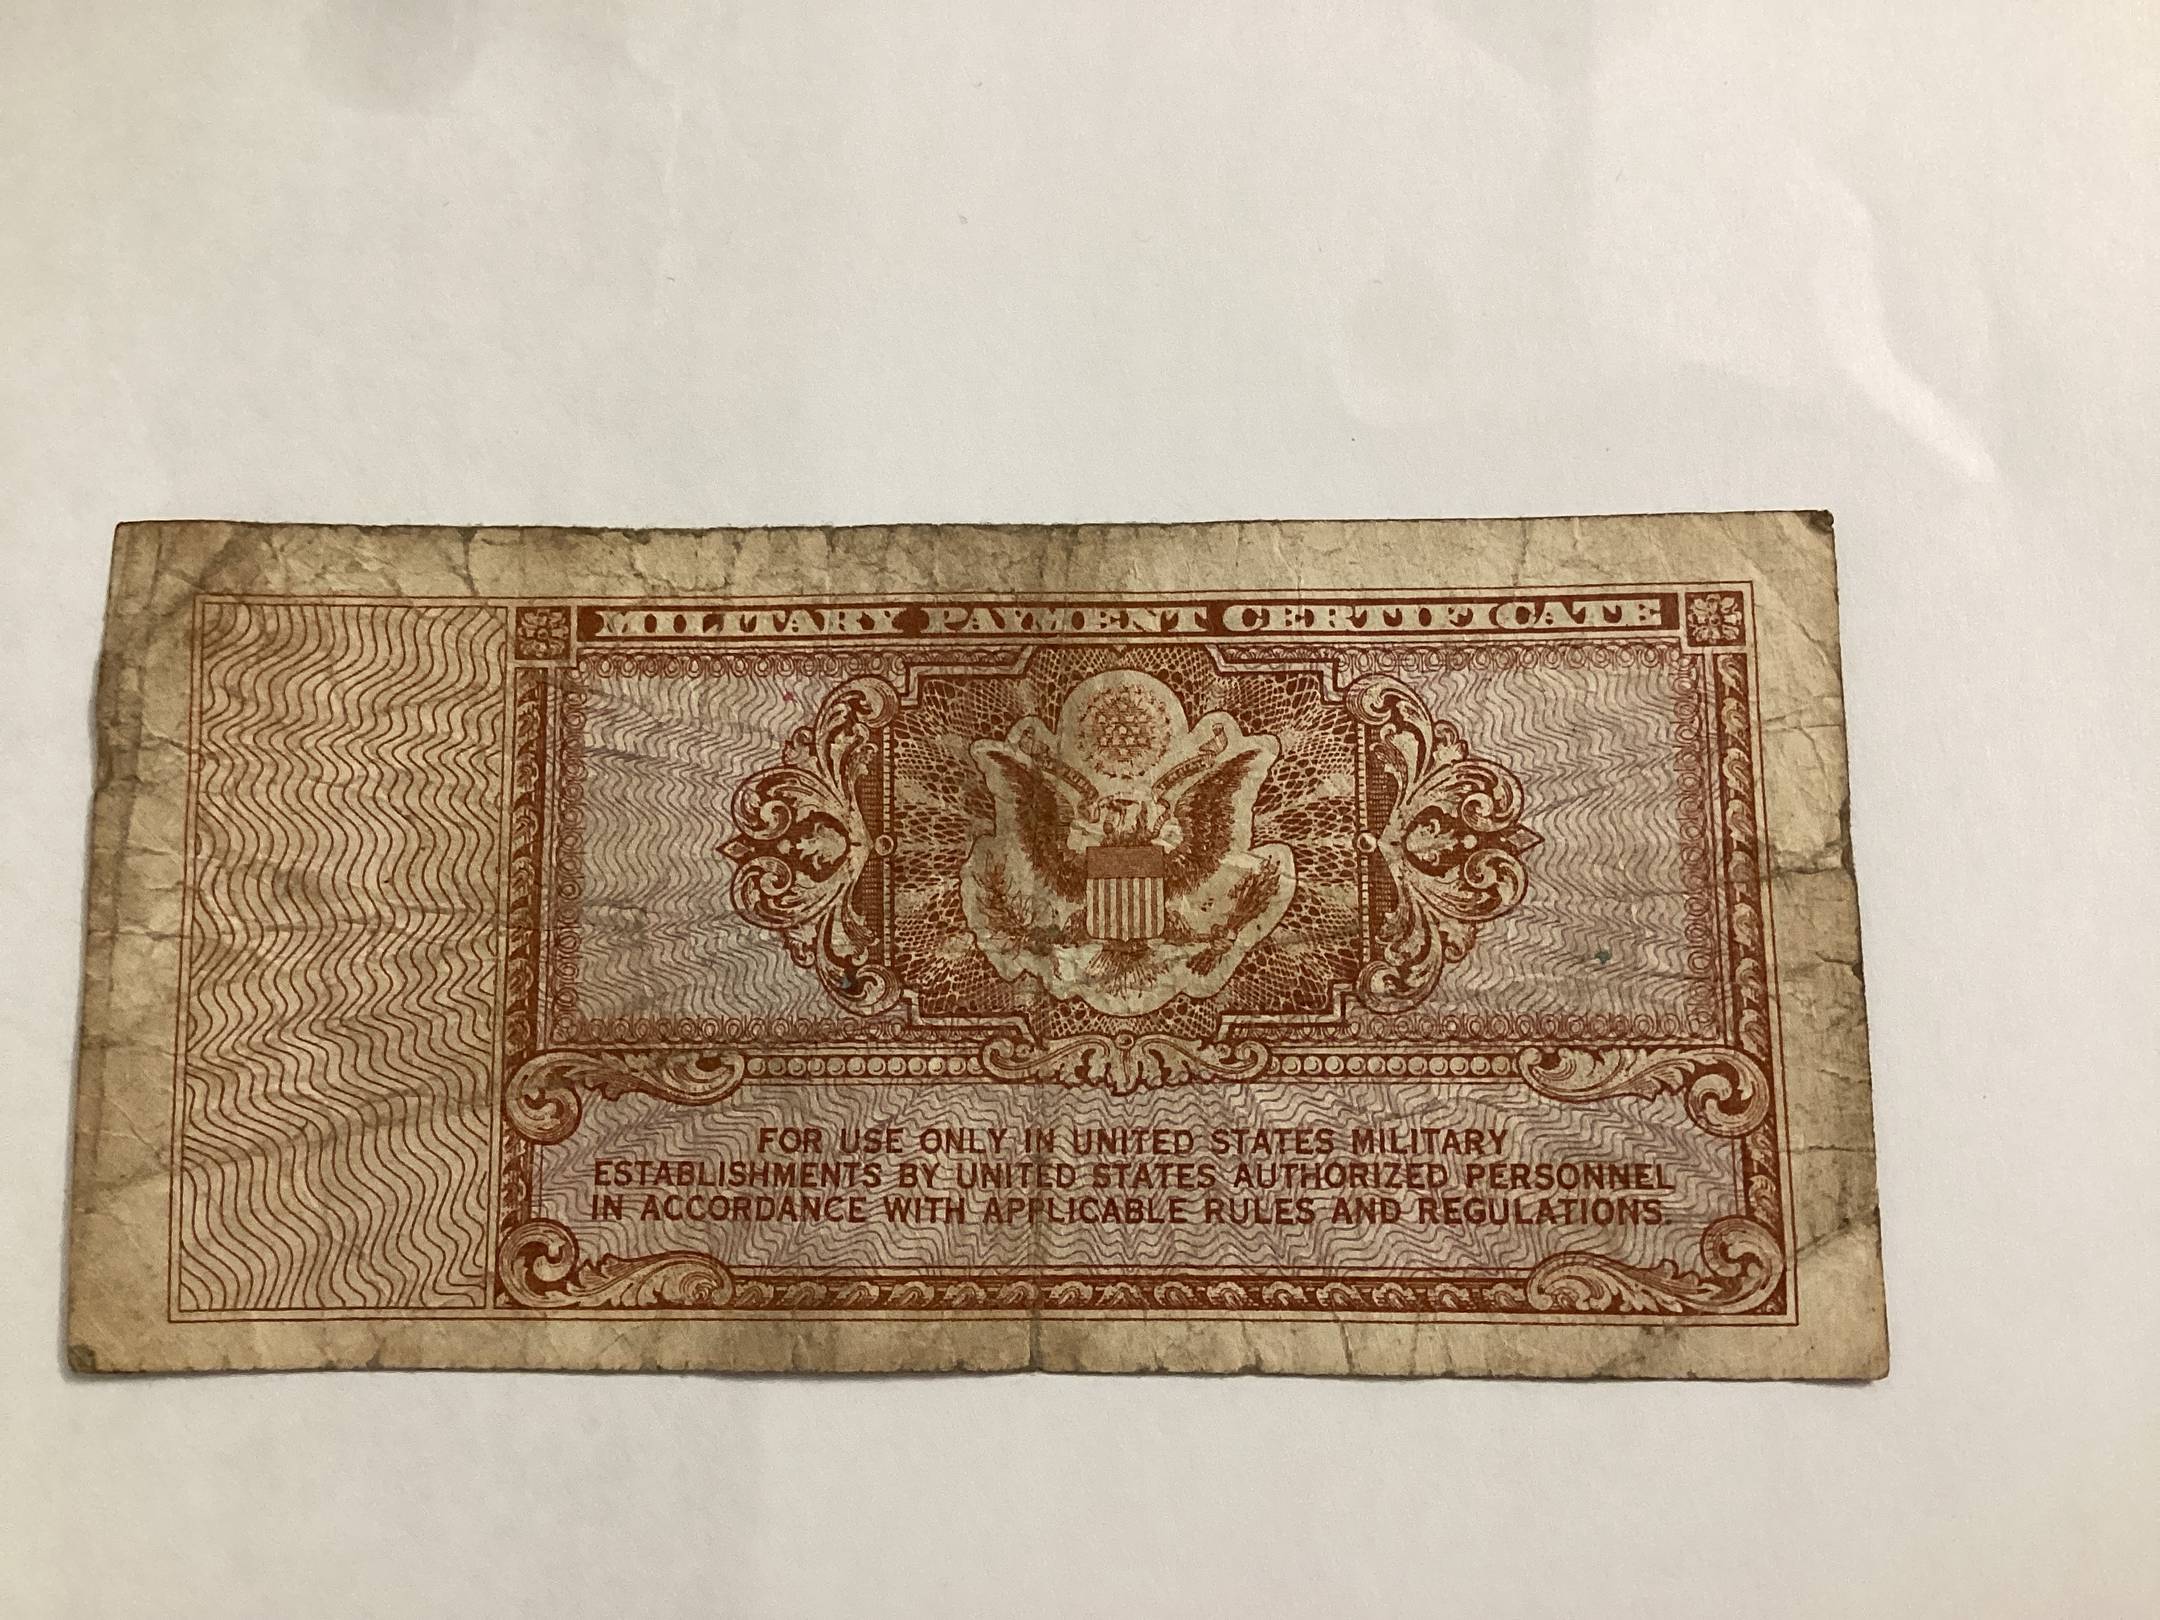 MILITARY PAYMENT CERTIFICATE
FOR USE ONLY IN UNITED STATES MILITARY
ESTABLISHMENTS BY UNITED STATES AUTHORIZED PERSONNEL
IN ACCORDANCE WITH APPLICABLE RULES AND REGULATIONS.